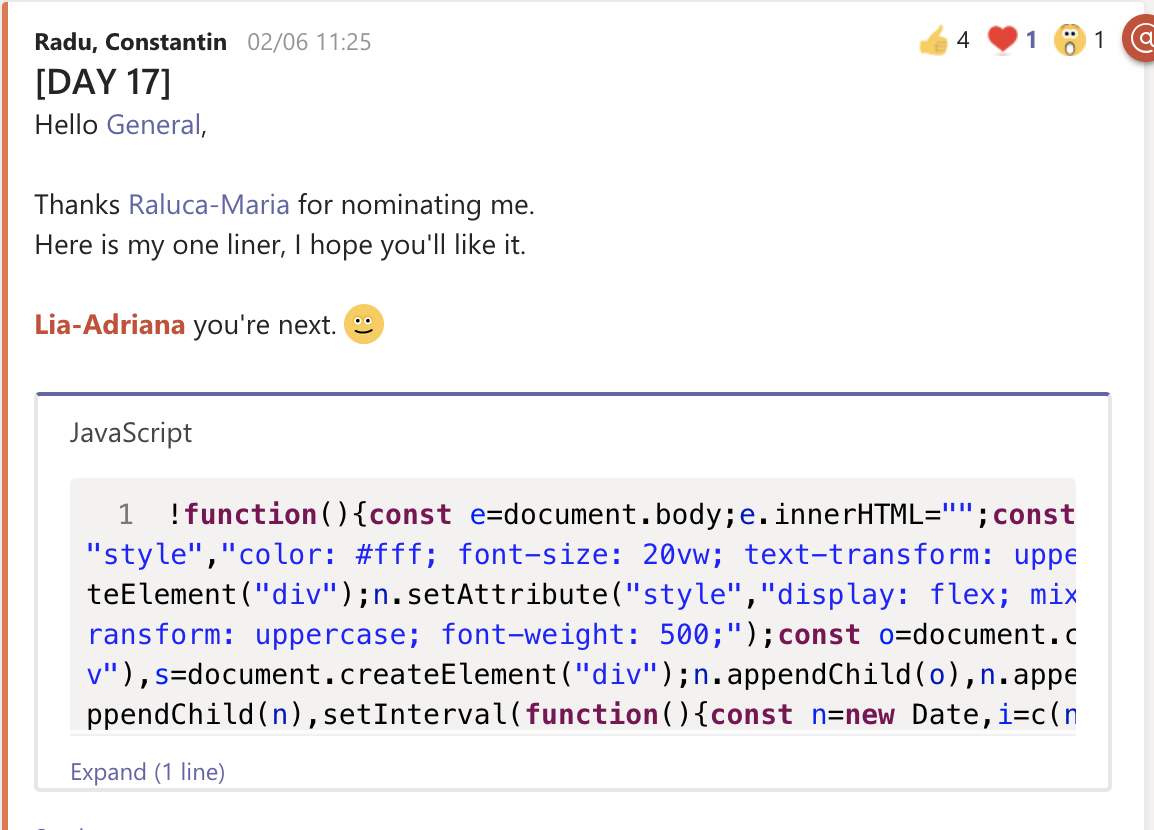 Radu, Constantin 02/06 11:25 4 1 1 @
[DAY 17]
Hello General,
Thanks Raluca-Maria for nominating me.
Here is my one liner, I hope you'll like it.
Lia-Adriana you're next.
JavaScript
1 !function(){const e=document.body;e.innerHTML="";const
"style","color: #fff; font-size: 20vw; text-transform: uppe
teElement("div");n.setAttribute("style","display: flex; mix
ransform: uppercase; font-weight: 500;");const o=document.c
v"),s=document.createElement("div");n.appendChild(o),n.appe
ppendChild(n),setInterval(function(){const n=new Date,i=c(n
Expand (1 line)